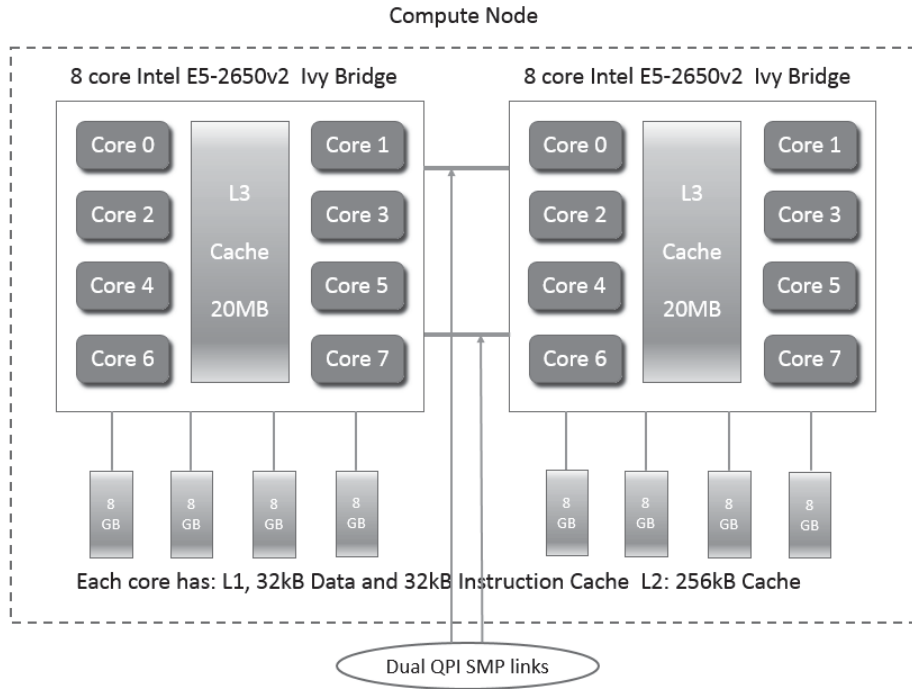 Compute Node
8 core Intel E5-2650v2 Ivy Bridge
Core 0
Core 1
Core 2
Core 3
Core 4
Core 5
Core 6
Core 7
L3
Cache
20MB
8
GB
8
GB
8
GB
8
GB
8 core Intel E5-2650v2 Ivy Bridge
Core 0
Core 1
Core 2
Core 3
Core 4
Core 5
Core 6
Core 7
L3
Cache
20MB
8
GB
8
GB
8
GB
8
GB
Each core has: L1, 32kB Data and 32kB Instruction Cache L2: 256kB Cache
Dual QPI SMP links